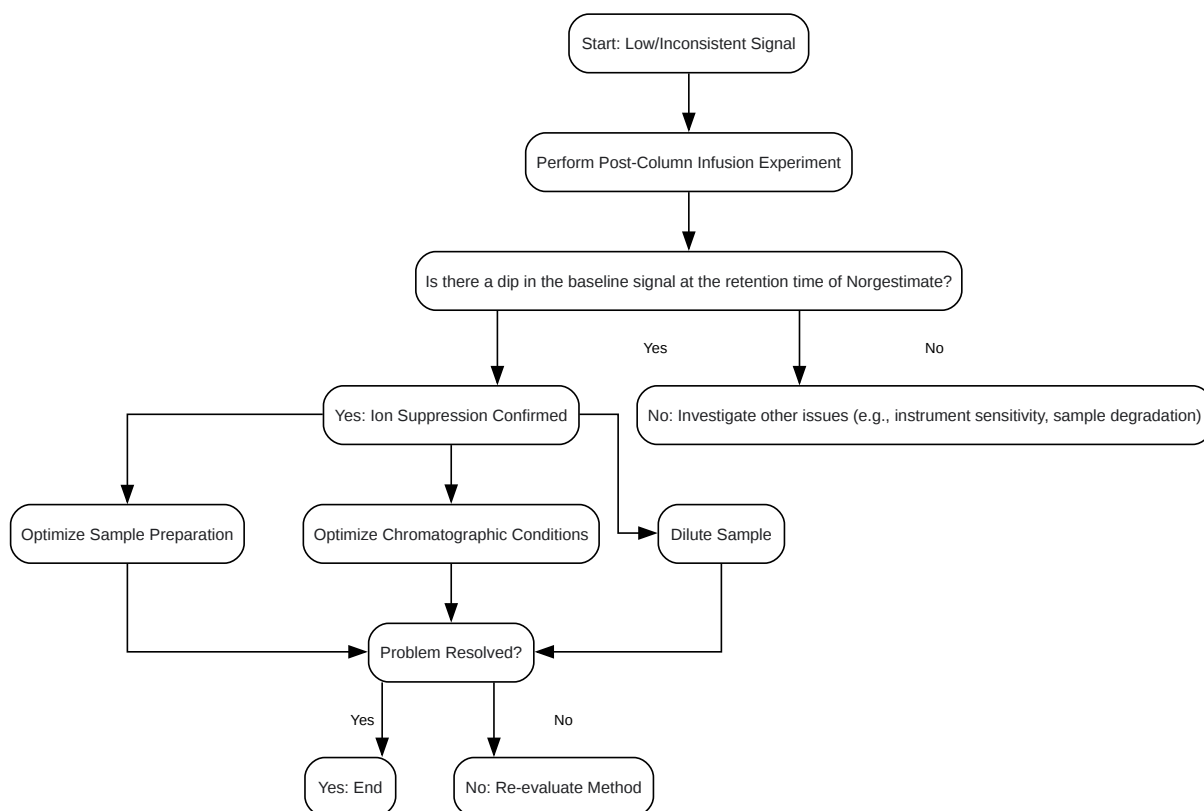 Start: Low/Inconsistent Signal
Perform Post-Column Infusion Experiment
Is there a dip in the baseline signal at the retention time of Norgestimate?
Yes
No
Yes: Ion Suppression Confirmed
No: Investigate other issues (e.g., instrument sensitivity, sample degradation)
Optimize Sample Preparation
Optimize Chromatographic Conditions
Dilute Sample
Problem Resolved?
Yes
No
Yes: End
No: Re-evaluate Method